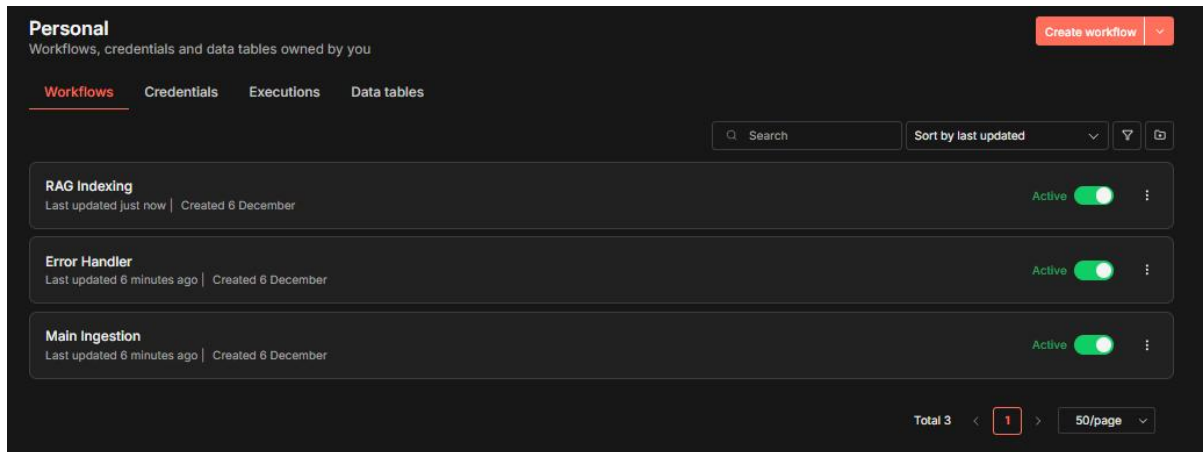 Personal
Create workflow
Workflows, credentials and data tables owned by you
Workflows Credentials Executions Data tables
Search Sort by last updated
RAG Indexing
Last updated just now | Created 6 December
Active
Error Handler
Last updated 6 minutes ago | Created 6 December
Active
Main Ingestion
Last updated 6 minutes ago | Created 6 December
Active
Total 3 < 1 > 50/page